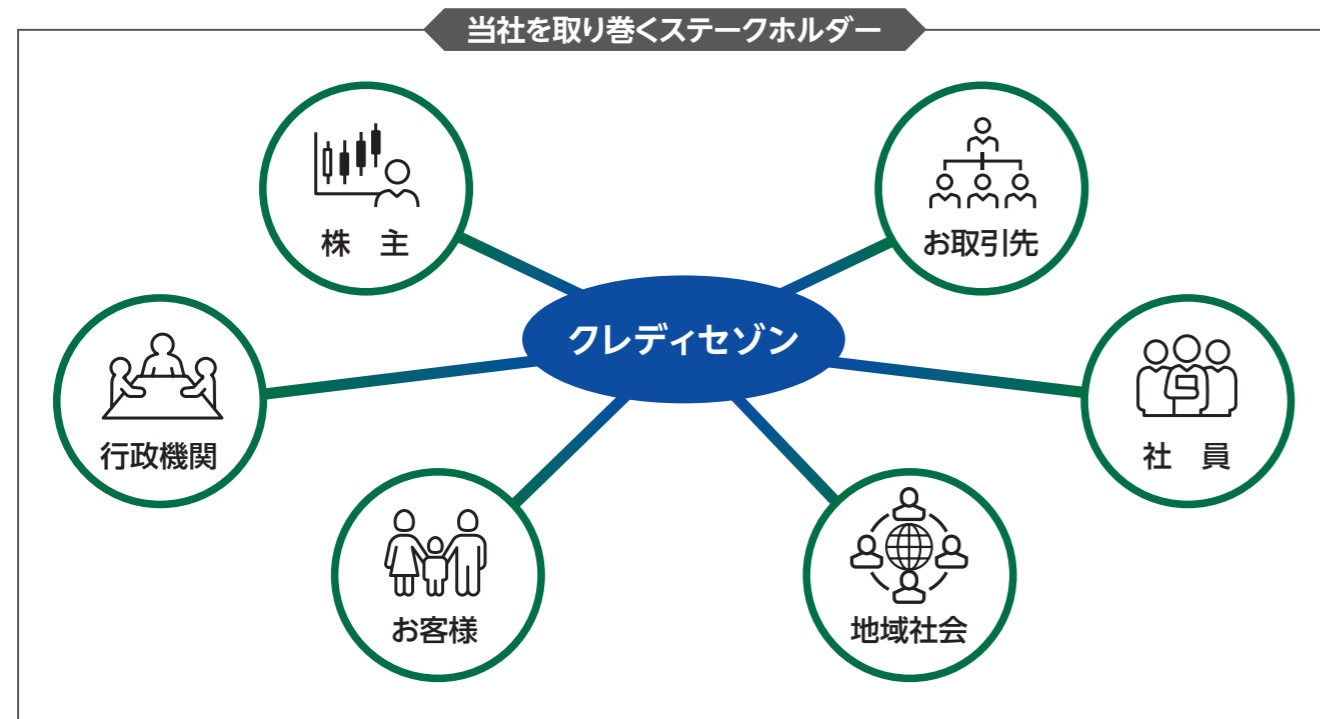 当社を取り巻くステークホルダー
株　主
お取引先
クレディセゾン
行政機関
社　員
お客様
地域社会